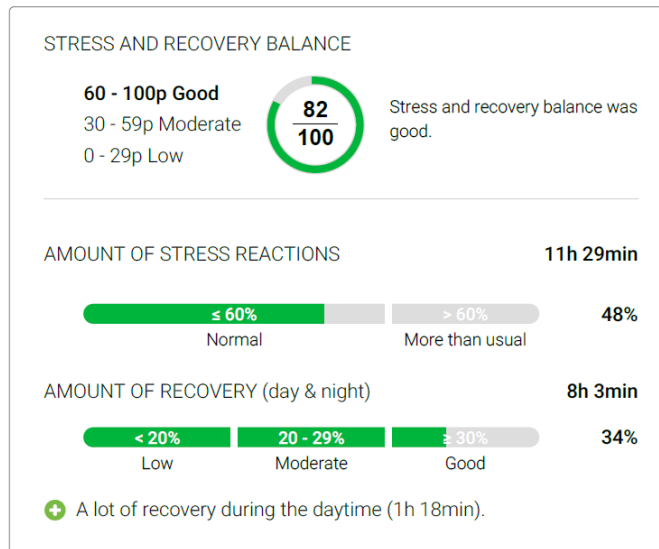 STRESS AND RECOVERY BALANCE
60 - 100p Good
30 - 59p Moderate
0 - 29p Low
82
100
Stress and recovery balance was
good.
AMOUNT OF STRESS REACTIONS
11h 29min
≤ 60%
> 60%
48%
Normal
More than usual
AMOUNT OF RECOVERY (day & night)
8h 3min
< 20%
20 - 29%
≥ 30%
34%
Low
Moderate
Good
A lot of recovery during the daytime (1h 18min).